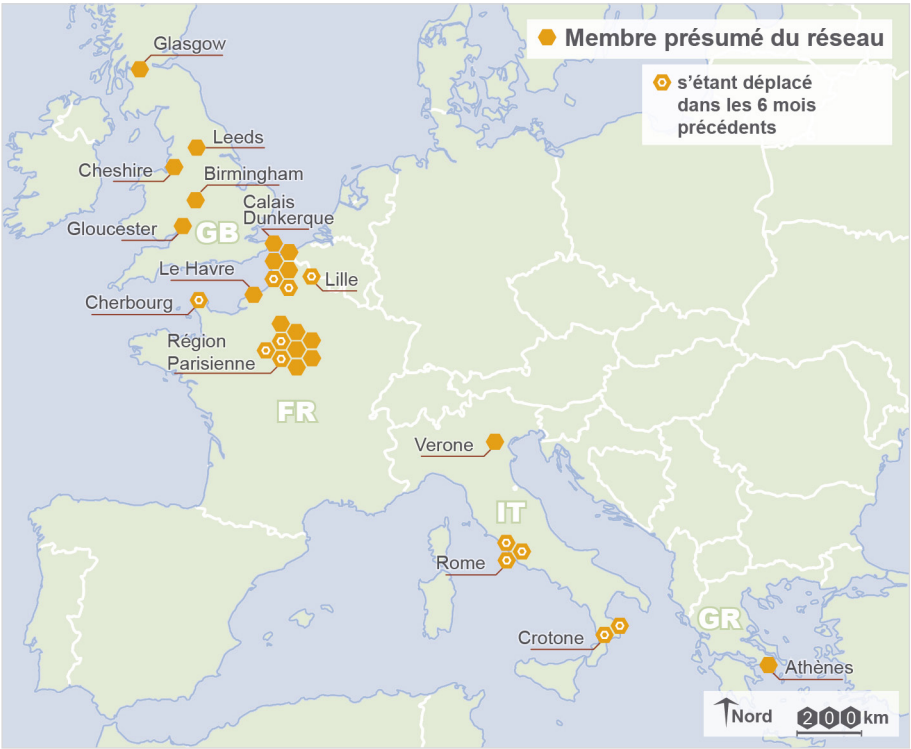 Glasgow
Membre présumé du réseau
s'étant déplacé
dans les 6 mois
précédents
Leeds
Cheshire
Birmingham
Calais
Dunkerque
Gloucester
GB
Le Havre
Lille
Cherbourg
Région
Parisienne
FR
Verone
IT
Rome
GR
Crotone
Athènes
Nord
200 km